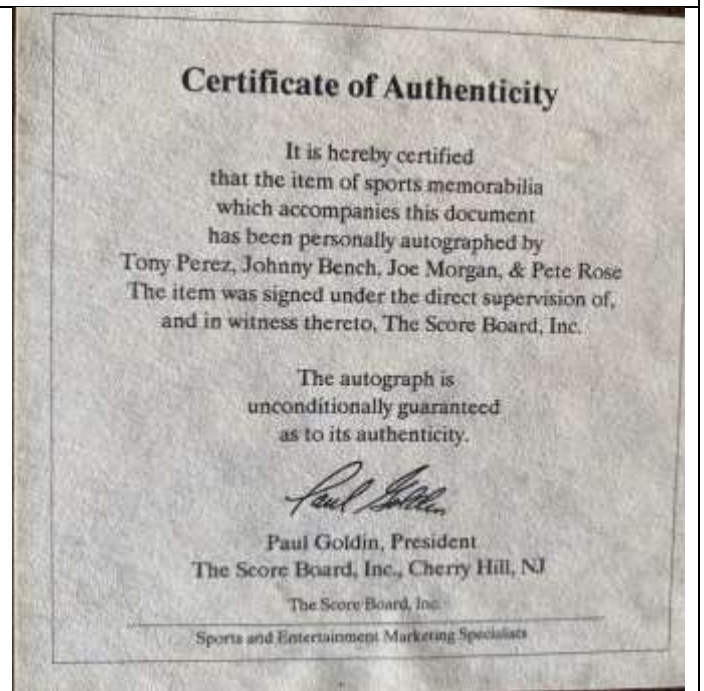 Certificate of Authenticity
It is hereby certified
that the item of sports memorabilia
which accompanies this document
has been personally autographed by
Tony Perez, Johnny Bench, Joe Morgan, & Pete Rose
The item was signed under the direct supervision of,
and in witness thereto, The Score Board, Inc.
The autograph is
unconditionally guaranteed
as to its authenticity.
Paul Goldin
Paul Goldin, President
The Score Board, Inc., Cherry Hill, NJ
The Score Board, Inc.
Sports and Entertainment Marketing Specialists